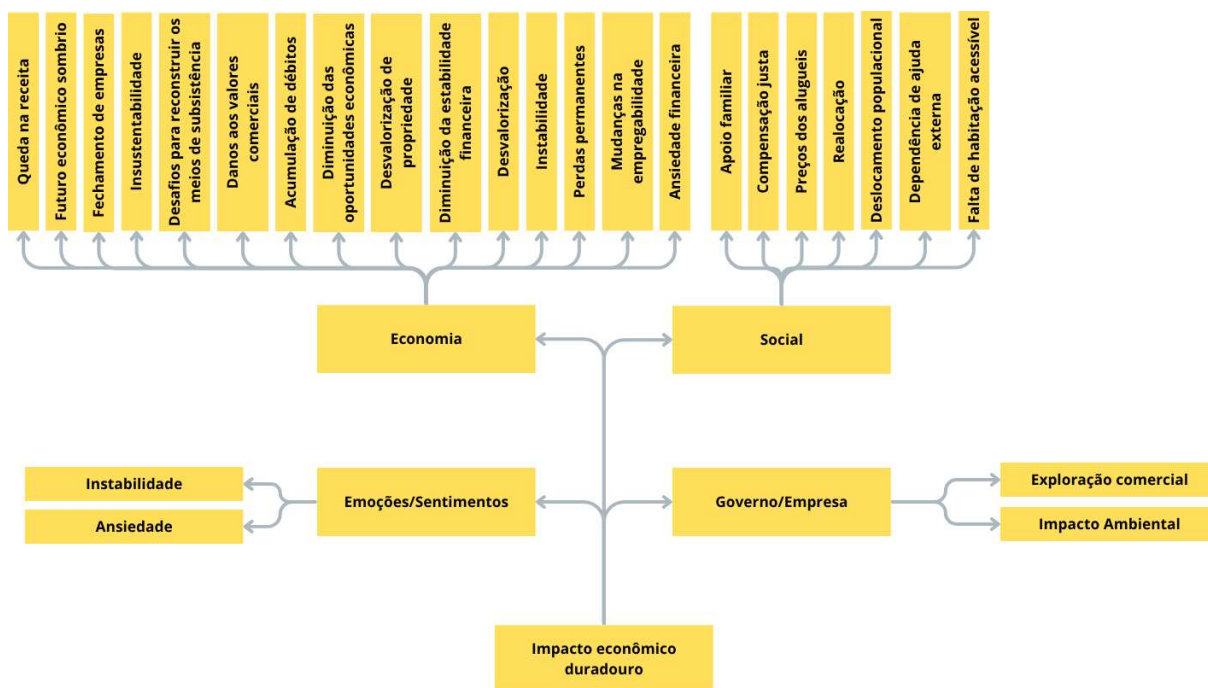 Queda na receita
Futuro econômico sombrio
Fechamento de empresas
Insustentabilidade
Desafios para reconstruir os
meios de subsistência
Danos aos valores
comerciais
Acumulação de débitos
Diminuição das
oportunidades econômicas
Desvalorização de
propriedade
Diminuição da estabilidade
financeira
Desvalorização
Instabilidade
Perdas permanentes
Mudanças na
empregabilidade
Ansiedade financeira
Apoio familiar
Compensação justa
Preços dos alugueis
Realocação
Deslocamento populacional
Dependência de ajuda
externa
Falta de habitação acessível
Economia
Social
Instabilidade
Ansiedade
Emoções/Sentimentos
Governo/Empresa
Exploração comercial
Impacto Ambiental
Impacto econômico
duradouro